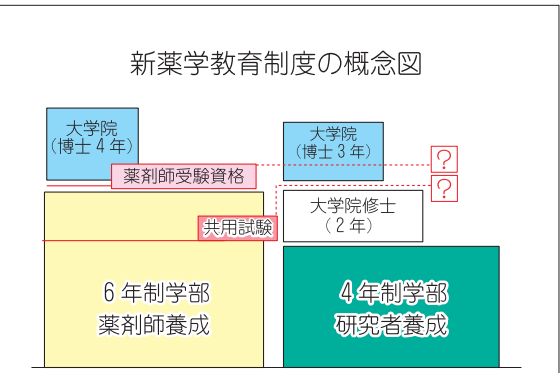 新薬学教育制度の概念図
大学院
(博士4年)
大学院
(博士3年)
?
薬剤師受験資格
?
大学院修士
(2年)
共用試験
6年制学部
薬剤師養成
4年制学部
研究者養成